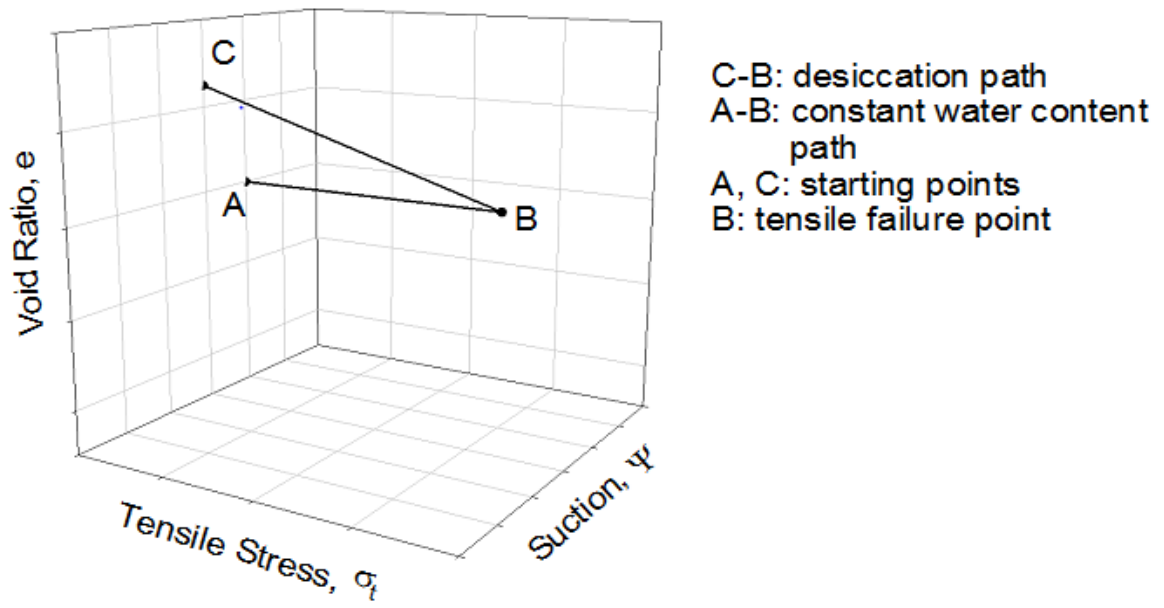 C
A
B
Void Ratio, e
Tensile Stress, σt
Suction, Ψ
C-B: desiccation path
A-B: constant water content
path
A, C: starting points
B: tensile failure point